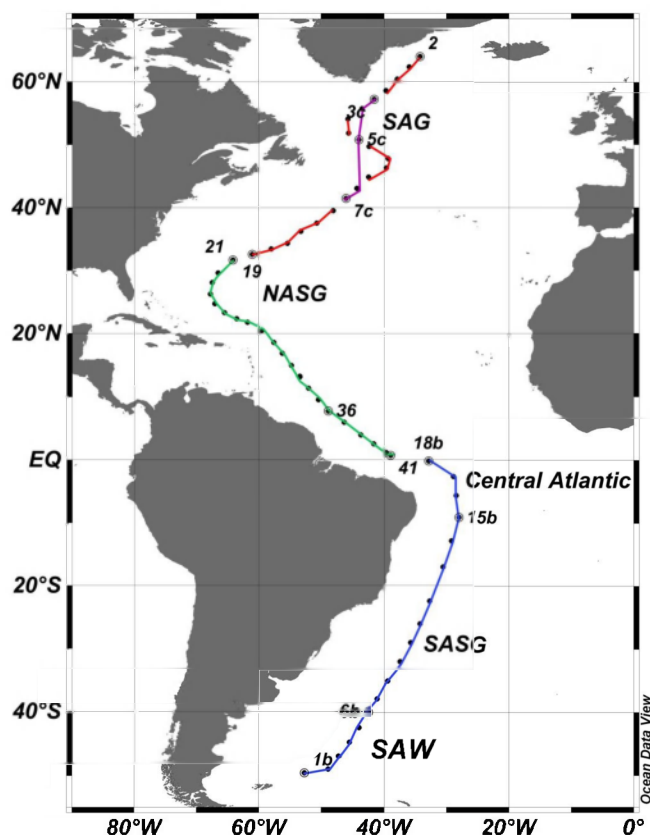 2
60°N
3c
SAG
5c
40°N
7c
21
19
NASG
20°N
36
18b
EQ
41
Central Atlantic
15b
20°S
SASG
40°S
6b
SAW
1b
Ocean Data View
80°W
60°W
40°W
20°W
0°